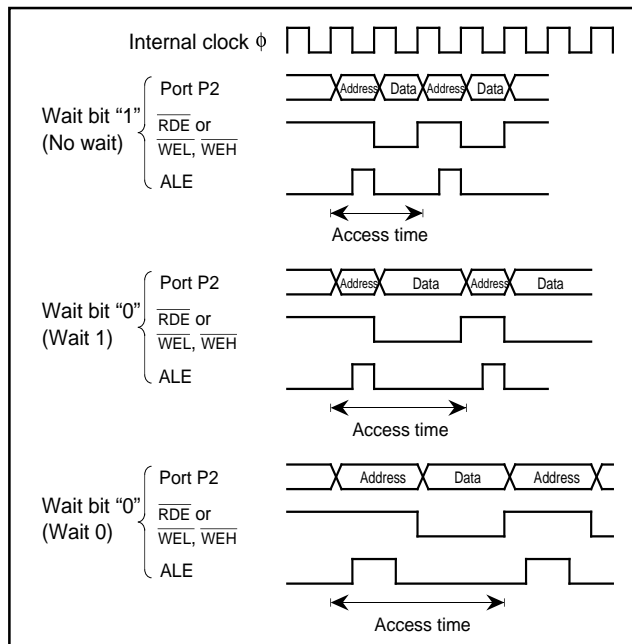 Internal clock ϕ
Wait bit “1”
(No wait)
Port P2
Address Data Address Data
RDE or
WEL, WEH
ALE
Access time
Wait bit “0”
(Wait 1)
Port P2
Address Data Address Data
RDE or
WEL, WEH
ALE
Access time
Wait bit “0”
(Wait 0)
Port P2
Address Data Address
RDE or
WEL, WEH
ALE
Access time